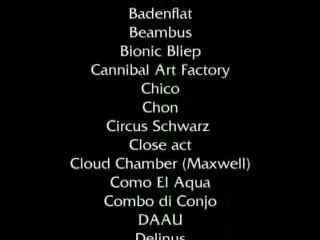 Badenflat
Beambus
Bionic Bliep
Cannibal Art Factory
Chico
Chon
Circus Schwarz
Close act
Cloud Chamber (Maxwell)
Como El Aqua
Combo di Conjo
DAAU
Delinus